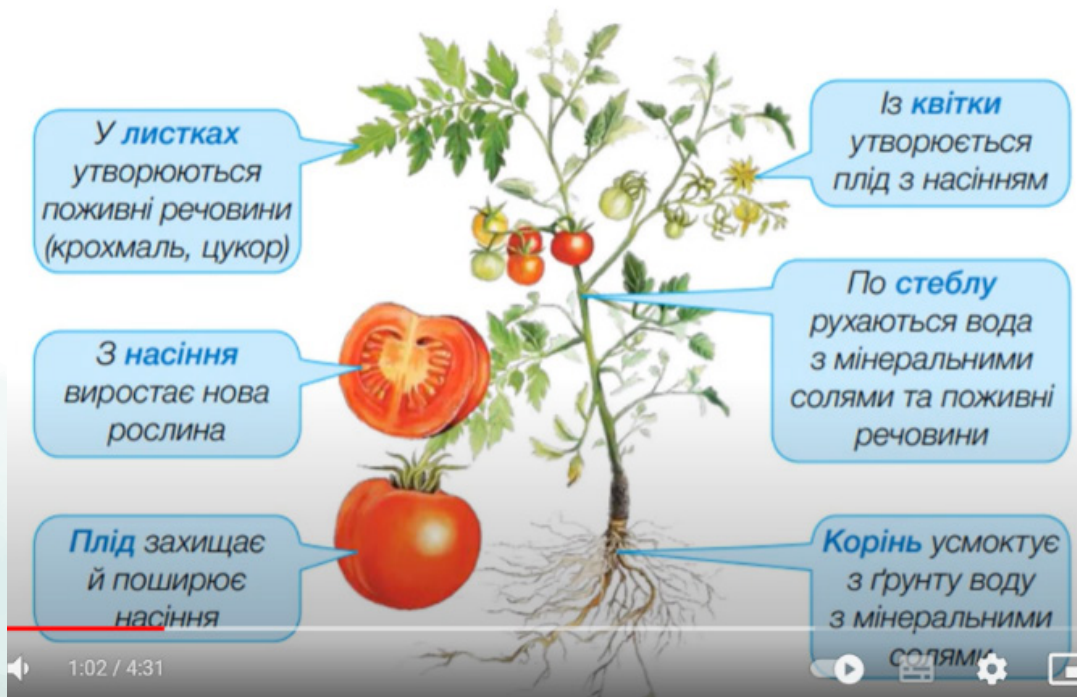 У листках
утворюються
поживні речовини
(крохмаль, цукор)
Із квітки
утворюється
плід з насінням
З насіння
виростає нова
рослина
По стеблу
рухаються вода
з мінеральними
солями та поживні
речовини
Плід захищає
й поширює
насіння
Корінь усмоктує
з ґрунту воду
з мінеральними
солями
1:02 / 4:31